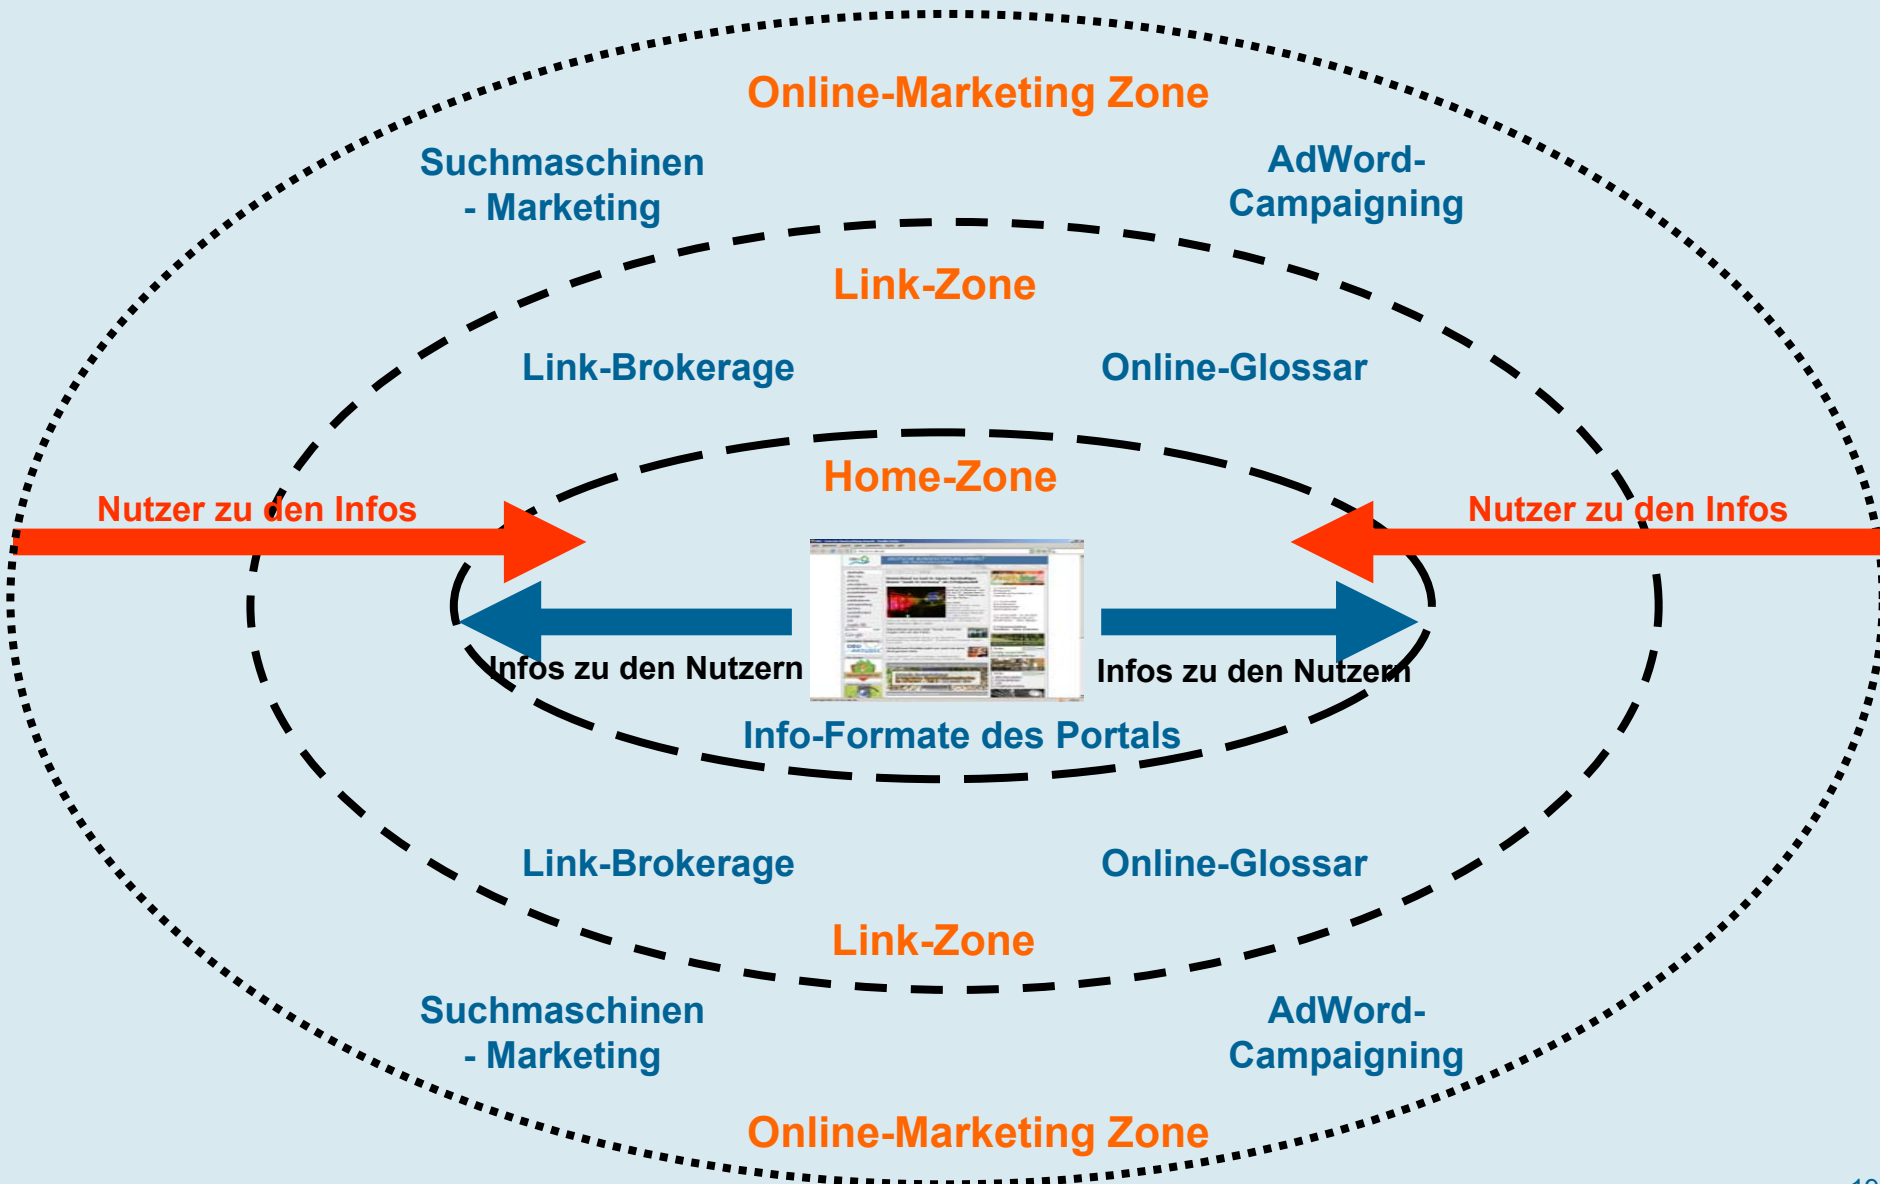 Online-Marketing Zone
Suchmaschinen
- Marketing
AdWord-
Campaigning
Link-Zone
Link-Brokerage
Online-Glossar
Home-Zone
Nutzer zu den Infos
Nutzer zu den Infos
Infos zu den Nutzern
Infos zu den Nutzern
Info-Formate des Portals
Link-Brokerage
Online-Glossar
Link-Zone
Suchmaschinen
- Marketing
AdWord-
Campaigning
Online-Marketing Zone